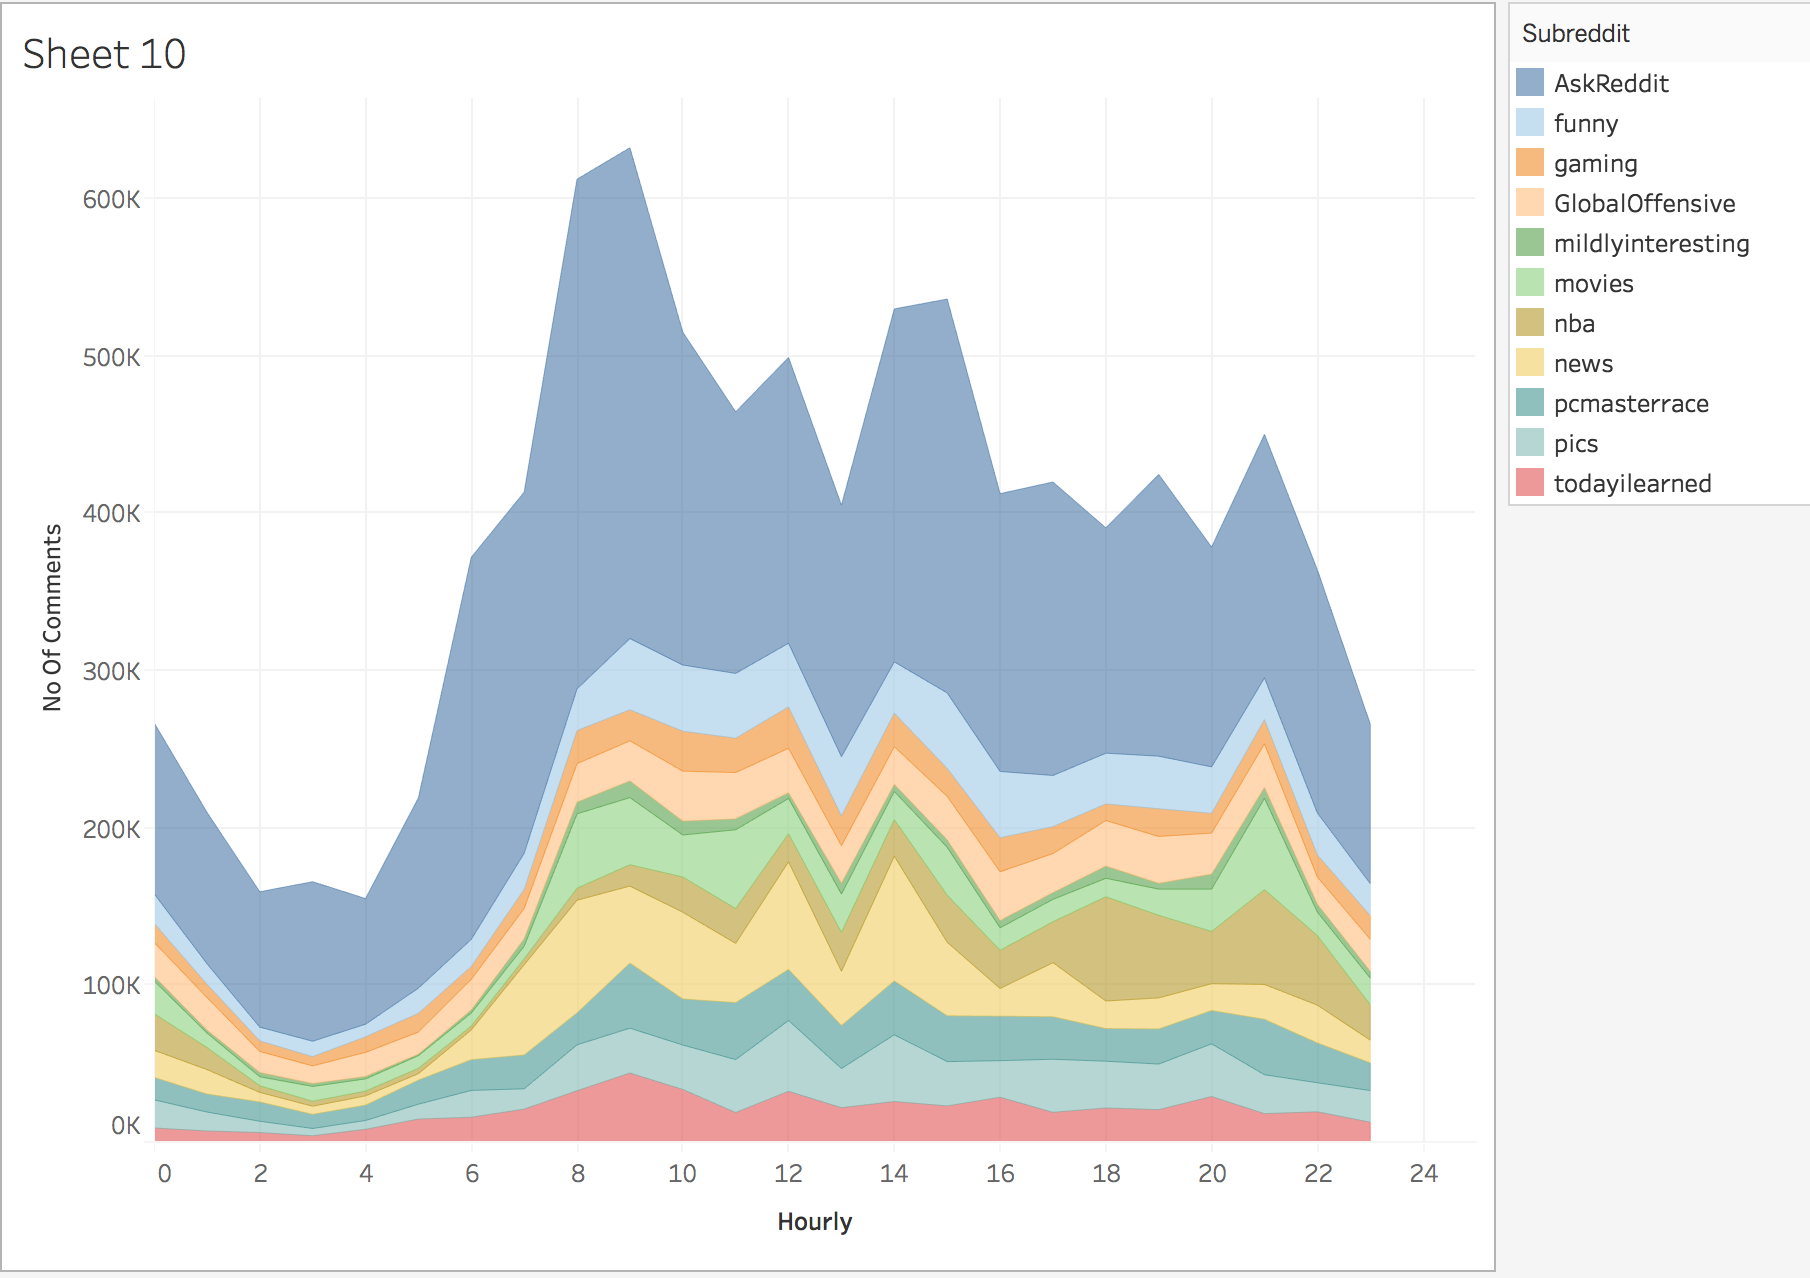 Sheet 10
600K
500K
400K
300K
200K
100K
0K
No Of Comments
0 2 4 6 8 10 12 14 16 18 20 22 24
Hourly
Subreddit
AskReddit
funny
gaming
GlobalOffensive
mildlyinteresting
movies
nba
news
pcmasterrace
pics
todayilearned